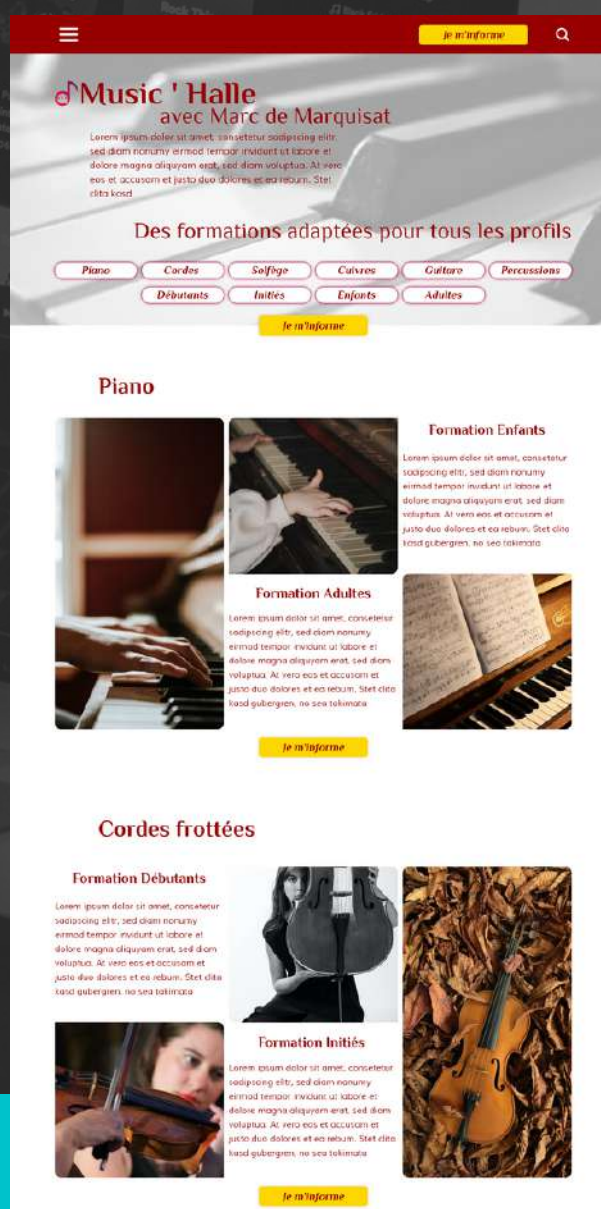 Je m'informe
Music ' Halle
avec Marc de Marquisat
Lorem ipsum dolor sit amet, consetetur sadipscing elitr,
sed diam nonumy eirmod tempor invidunt ut labore et
dolore magna aliquyam erat, sed diam voluptua. At vero
eos et accusam et justo duo dolores et ea rebum. Stet
clita kasd
Des formations adaptées pour tous les profils
Piano Cordes Solfège Cuivres Guitare Percussions
Débutants Initiés Enfants Adultes
Je m'informe
Piano
Formation Enfants
Lorem ipsum dolor sit amet, consetetur
sadipscing elitr, sed diam nonumy
eirmod tempor invidunt ut labore et
dolore magna aliquyam erat, sed diam
voluptua. At vero eos et accusam et
justo duo dolores et ea rebum. Stet clita
kasd gubergren, no sea takimata
Formation Adultes
Lorem ipsum dolor sit amet, consetetur
sadipscing elitr, sed diam nonumy
eirmod tempor invidunt ut labore et
dolore magna aliquyam erat, sed diam
voluptua. At vero eos et accusam et
justo duo dolores et ea rebum. Stet clita
kasd gubergren, no sea takimata
Je m'informe
Cordes frottées
Formation Débutants
Lorem ipsum dolor sit amet, consetetur
sadipscing elitr, sed diam nonumy
eirmod tempor invidunt ut labore et
dolore magna aliquyam erat, sed diam
voluptua. At vero eos et accusam et
justo duo dolores et ea rebum. Stet clita
kasd gubergren, no sea takimata
Formation Initiés
Lorem ipsum dolor sit amet, consetetur
sadipscing elitr, sed diam nonumy
eirmod tempor invidunt ut labore et
dolore magna aliquyam erat, sed diam
voluptua. At vero eos et accusam et
justo duo dolores et ea rebum. Stet clita
kasd gubergren, no sea takimata
Je m'informe